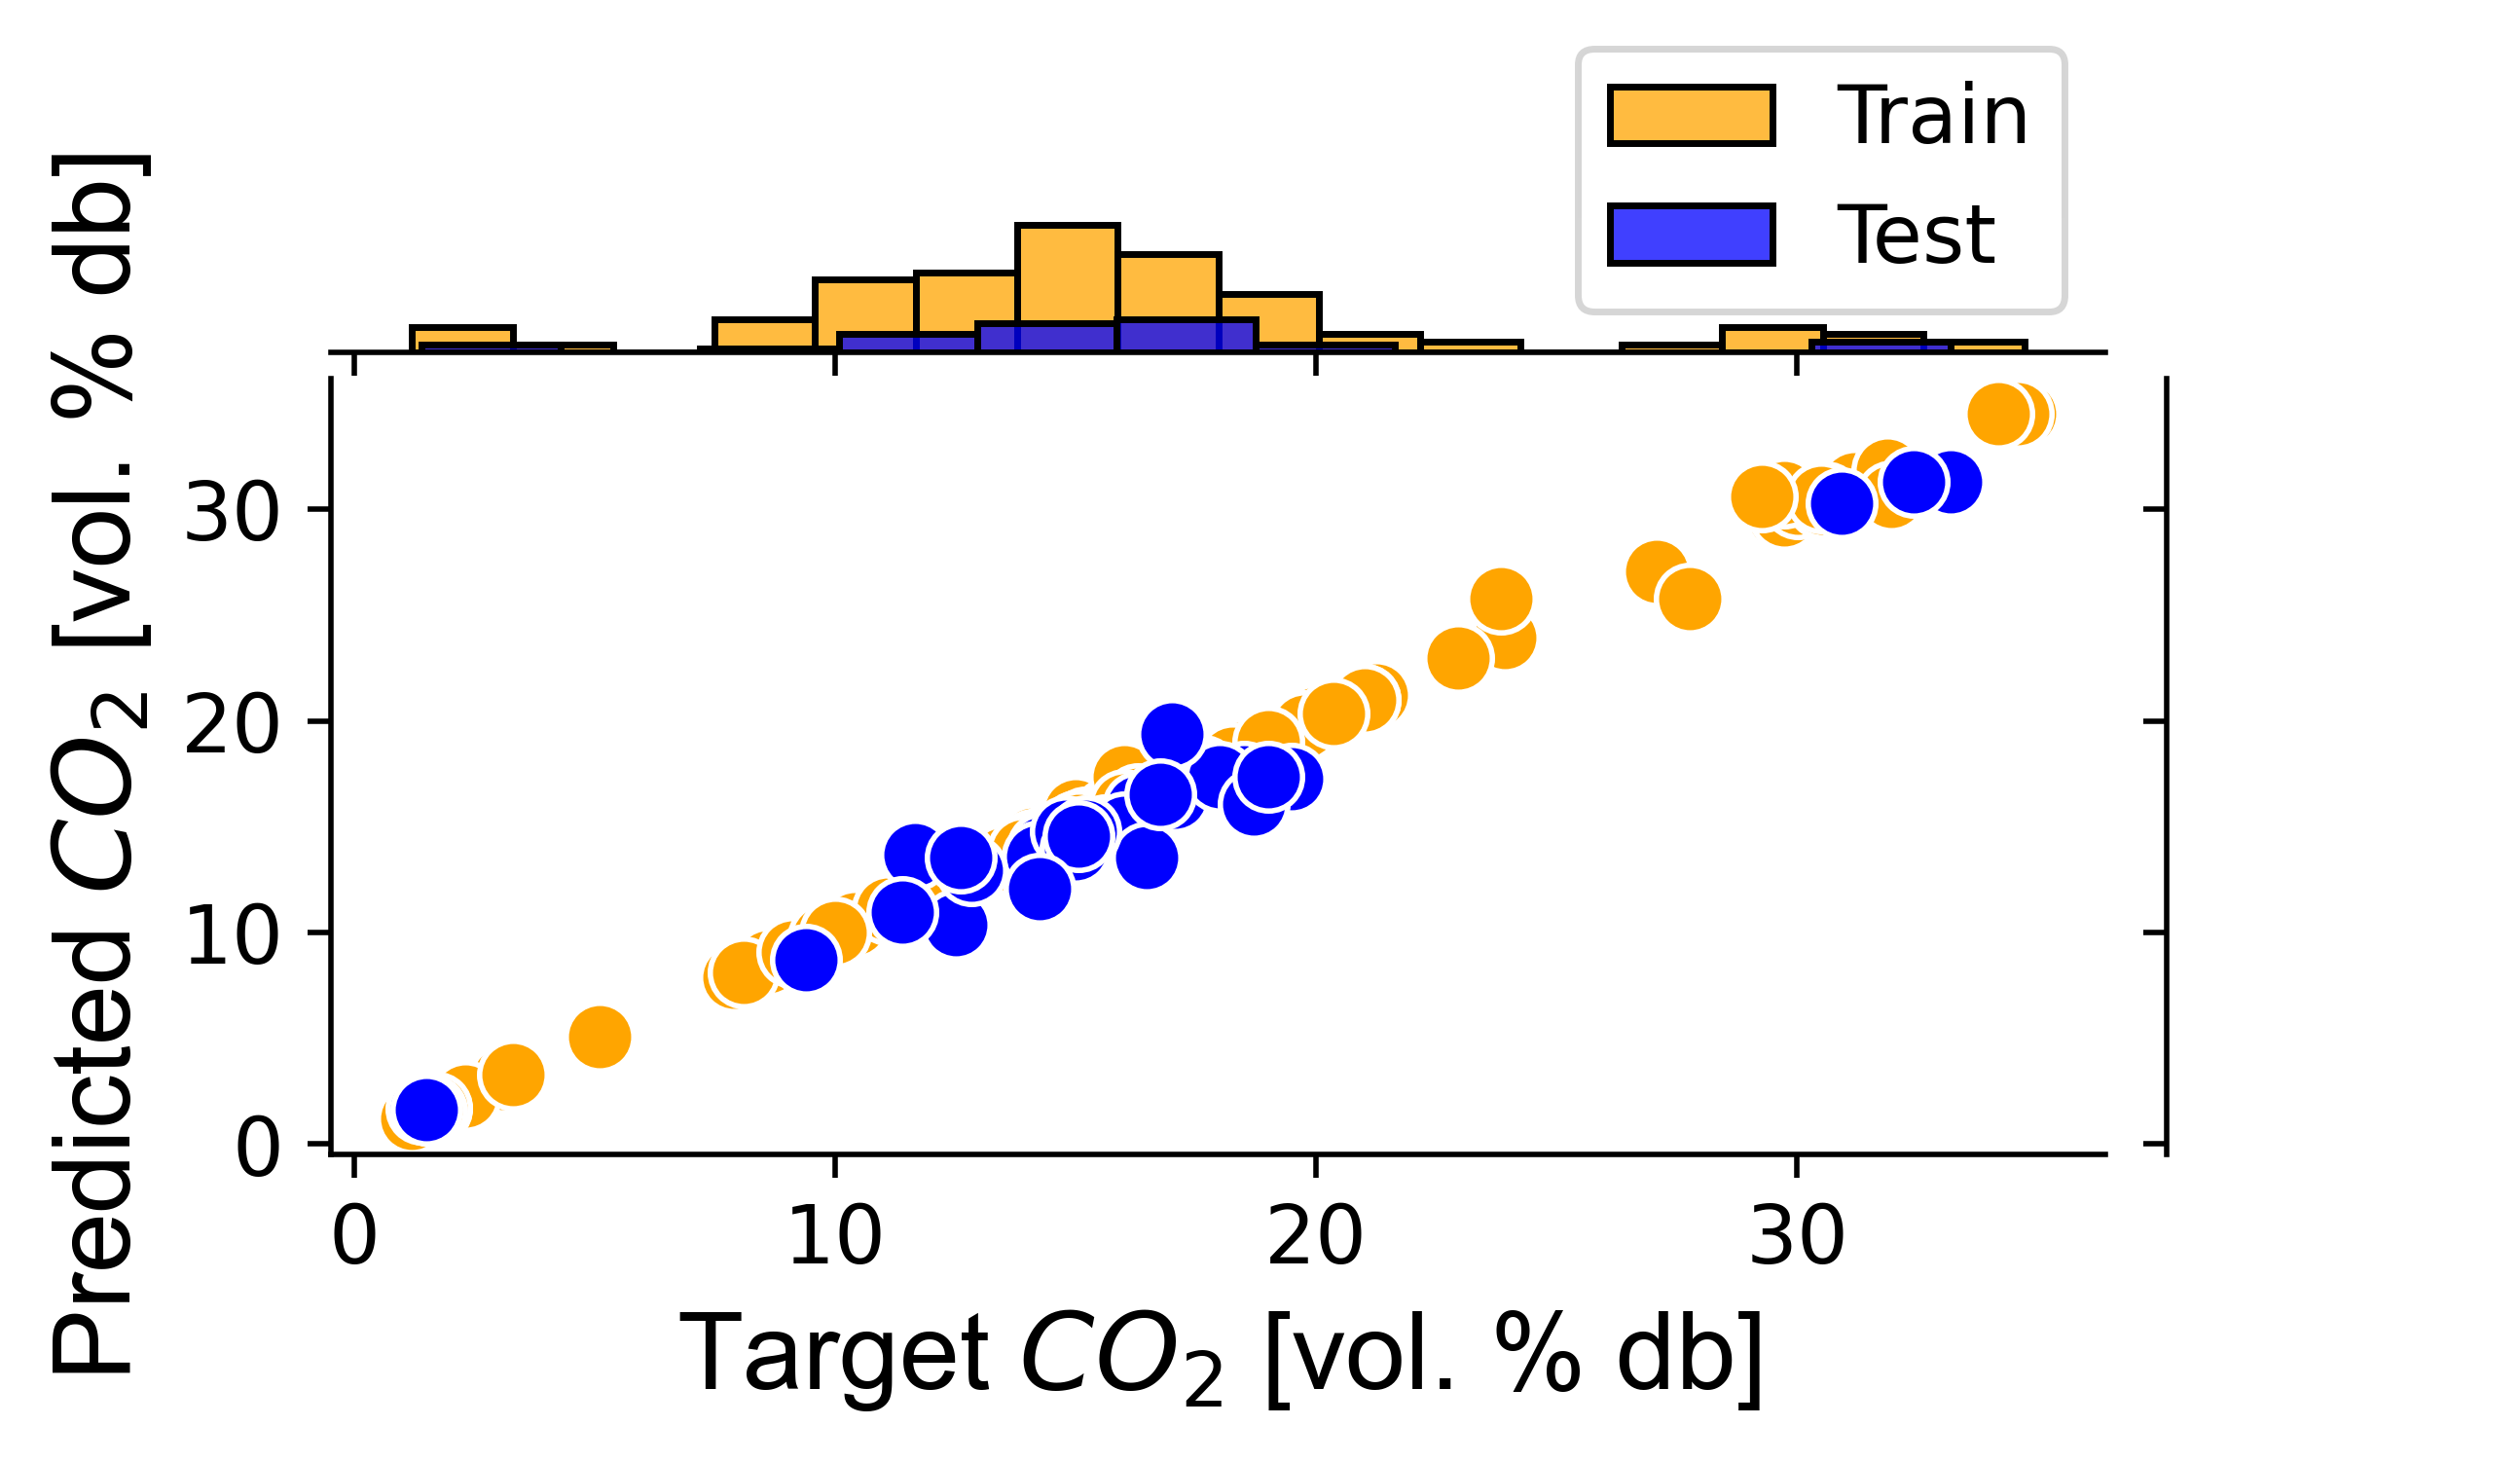 Train
Test
Predicted CO2 [vol. % db]
30
20
10
0
0 10 20 30
Target CO2 [vol. % db]